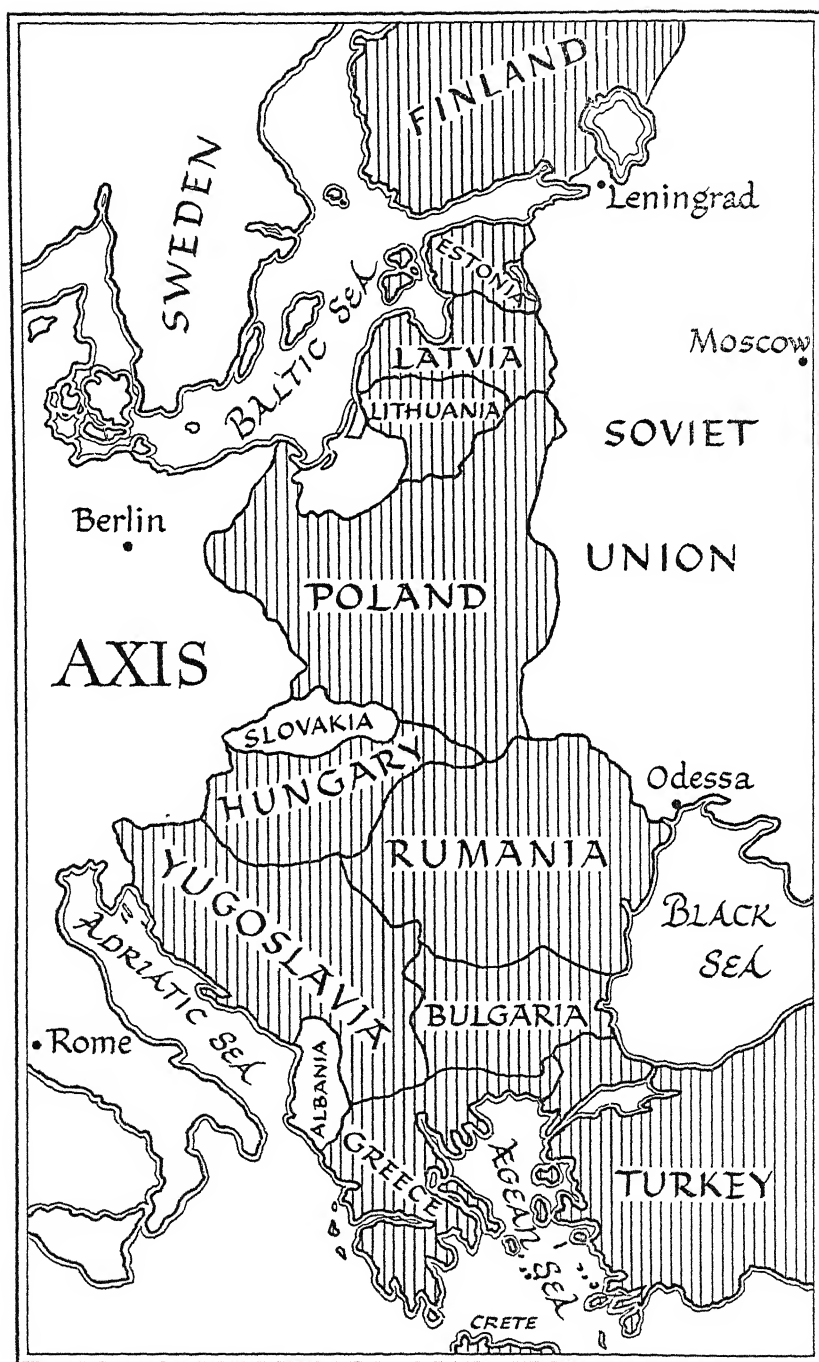 FINLAND
Leningrad
SWEDEN
ESTONIA
BALTIC SEA
Moscow
LATVIA
LITHUANIA
SOVIET
UNION
Berlin
POLAND
AXIS
SLOVAKIA
HUNGARY
Odessa
RUMANIA
YUGOSLAVIA
BLACK
SEA
ADRIATIC SEA
BULGARIA
Rome
ALBANIA
GREECE
ÆGEAN SEA
TURKEY
CRETE